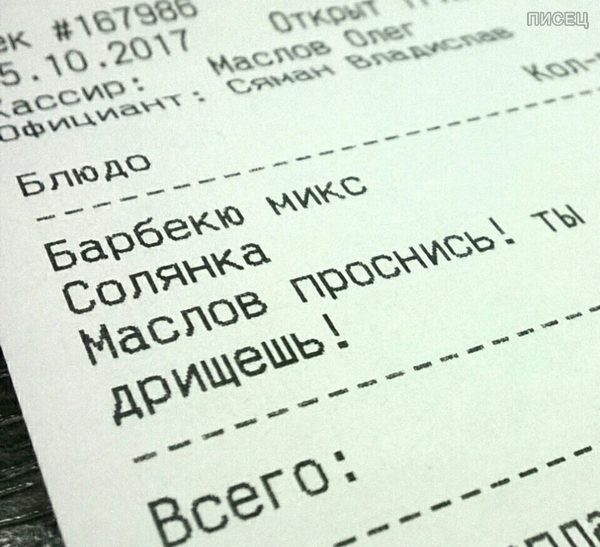 ПИСЕЦ
ек #167986 Открыт
5.10.2017
Кассир: Маслов Олег
Официант: Сяман Владислав
Кол-
Блюдо
Барбекю микс
Солянка
Маслов проснись! ты
дрищешь!
Всего: